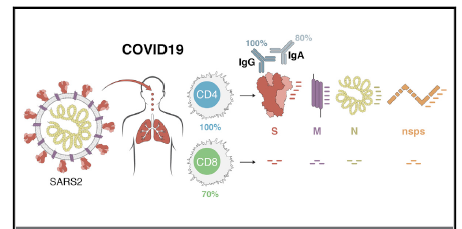 COVID19
100%
IgG
80%
IgA
CD4
100%
S
M
N
nsps
SARS2
CD8
70%